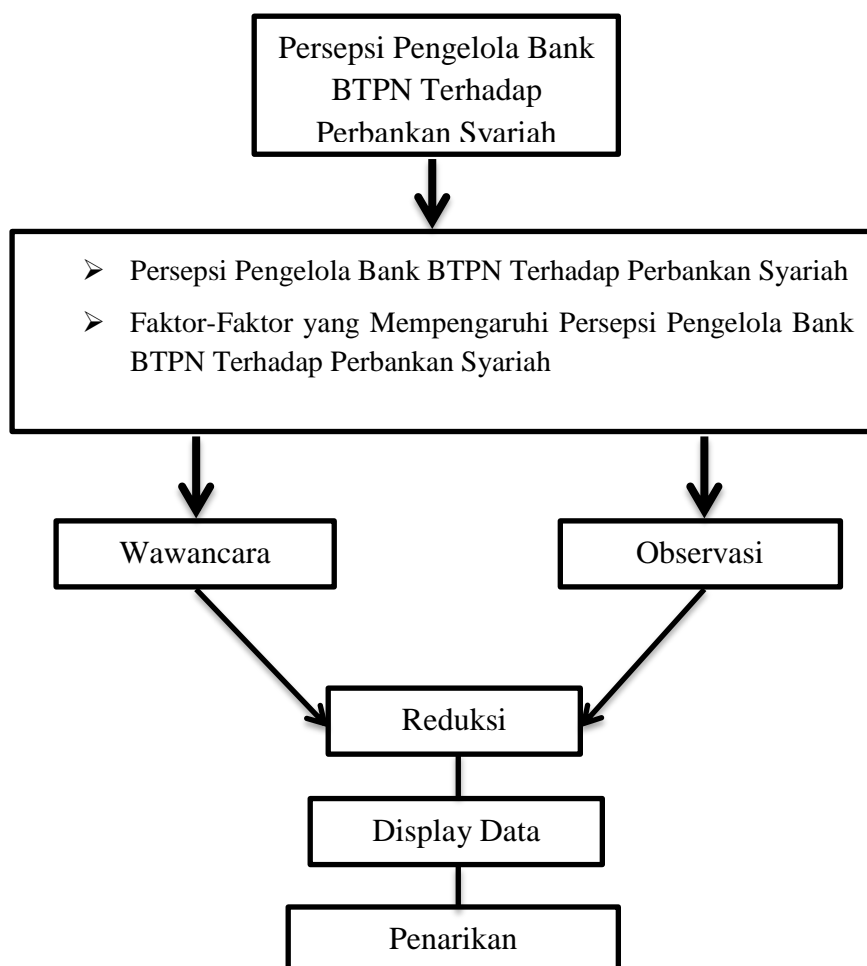 Persepsi Pengelola Bank
BTPN Terhadap
Perbankan Syariah
➢ Persepsi Pengelola Bank BTPN Terhadap Perbankan Syariah
➢ Faktor-Faktor yang Mempengaruhi Persepsi Pengelola Bank
BTPN Terhadap Perbankan Syariah
Wawancara
Observasi
Reduksi
Display Data
Penarikan